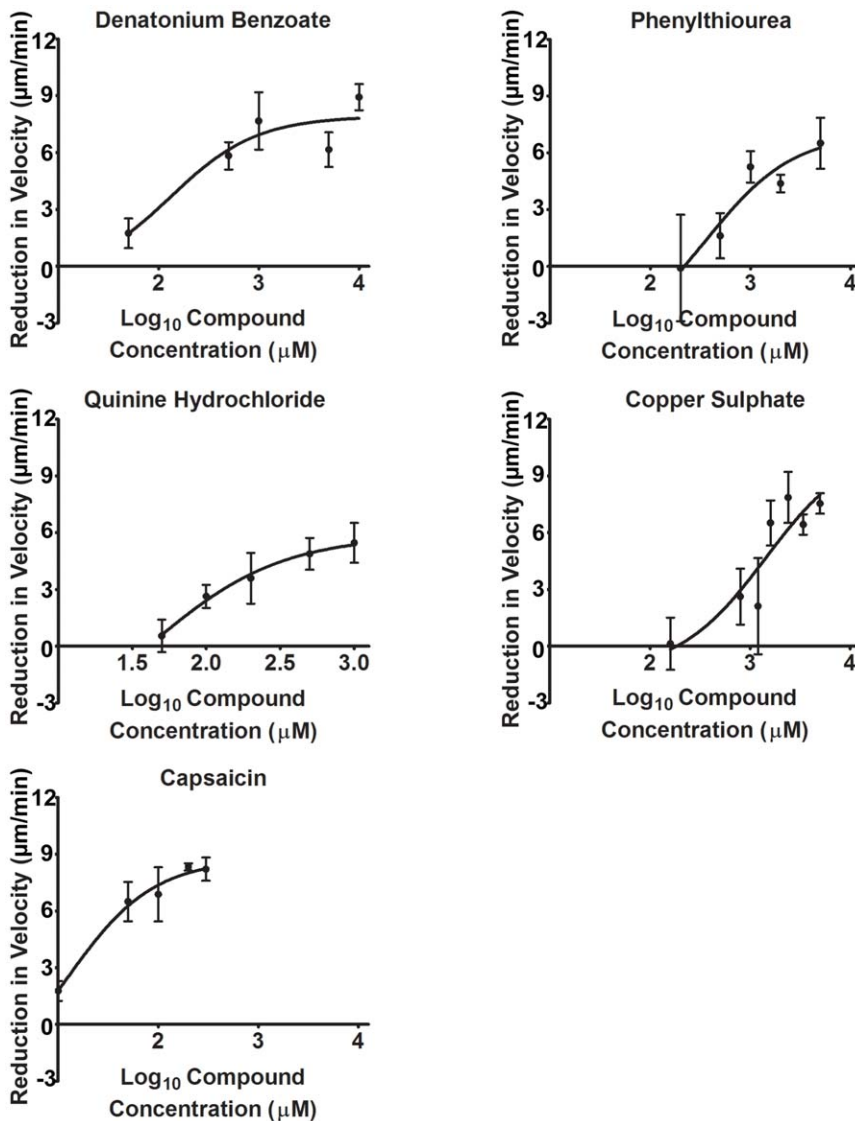 Denatonium Benzoate
Reduction in Velocity (µm/min)
12
9
6
3
0
-3
2
3
4
Log10 Compound
Concentration (µM)
Phenylthiourea
Reduction in Velocity (µm/min)
12
9
6
3
0
-3
2
3
4
Log10 Compound
Concentration (µM)
Quinine Hydrochloride
Reduction in Velocity (µm/min)
12
9
6
3
0
-3
1.5
2.0
2.5
3.0
Log10 Compound
Concentration (µM)
Copper Sulphate
Reduction in Velocity (µm/min)
12
9
6
3
0
-3
2
3
4
Log10 Compound
Concentration (µM)
Capsaicin
Reduction in Velocity (µm/min)
12
9
6
3
0
-3
2
3
4
Log10 Compound
Concentration (µM)